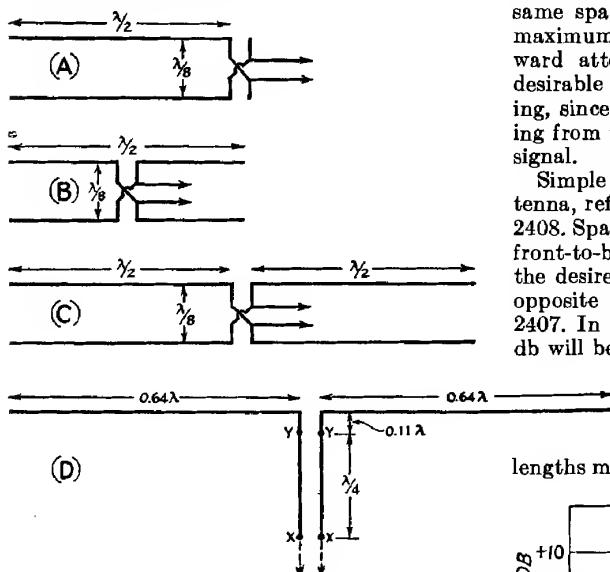 λ/2
(A)
λ/8
λ/2
(B)
λ/8
λ/2
λ/2
(C)
λ/8
0.64λ
0.64λ
Y
Y
0.11λ
(D)
λ/4
X
X
same spa
maximum
ward atte
desirable
ing, since
ing from
signal.
Simple
tenna, ref
2408. Spa
front-to-b
the desire
opposite
2407. In
db will be
lengths m
DB
+10